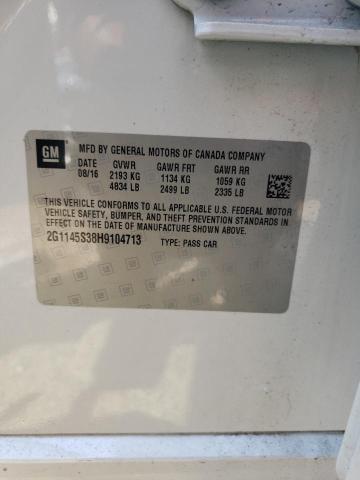 GM
MFD BY GENERAL MOTORS OF CANADA COMPANY
DATE GVWR GAWR FRT GAWR RR
08/16 2193 KG 1134 KG 1059 KG
4834 LB 2499 LB 2335 LB
THIS VEHICLE CONFORMS TO ALL APPLICABLE U.S. FEDERAL MOTOR
VEHICLE SAFETY, BUMPER, AND THEFT PREVENTION STANDARDS IN
EFFECT ON THE DATE OF MANUFACTURE SHOWN ABOVE.
2G1145S38H9104713 TYPE: PASS CAR